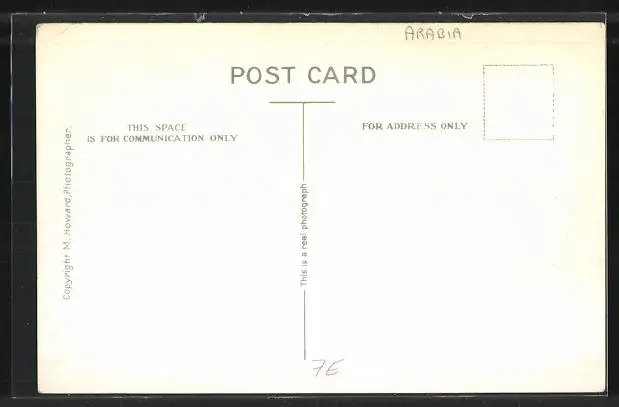 ARABIA
POST CARD
THIS SPACE
IS FOR COMMUNICATION ONLY
FOR ADDRESS ONLY
Copyright M. Howard, Photographer.
This is a real photograph
7E